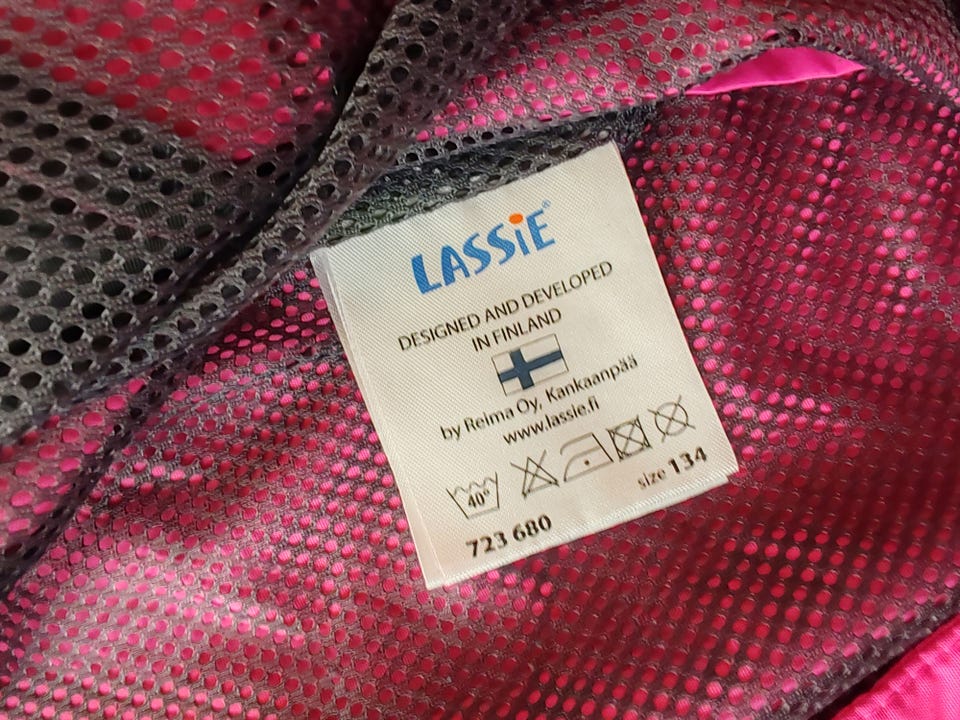 LASSiE®
DESIGNED AND DEVELOPED
IN FINLAND
by Reima Oy, Kankaanpää
www.lassie.fi
40°
size 134
723 680